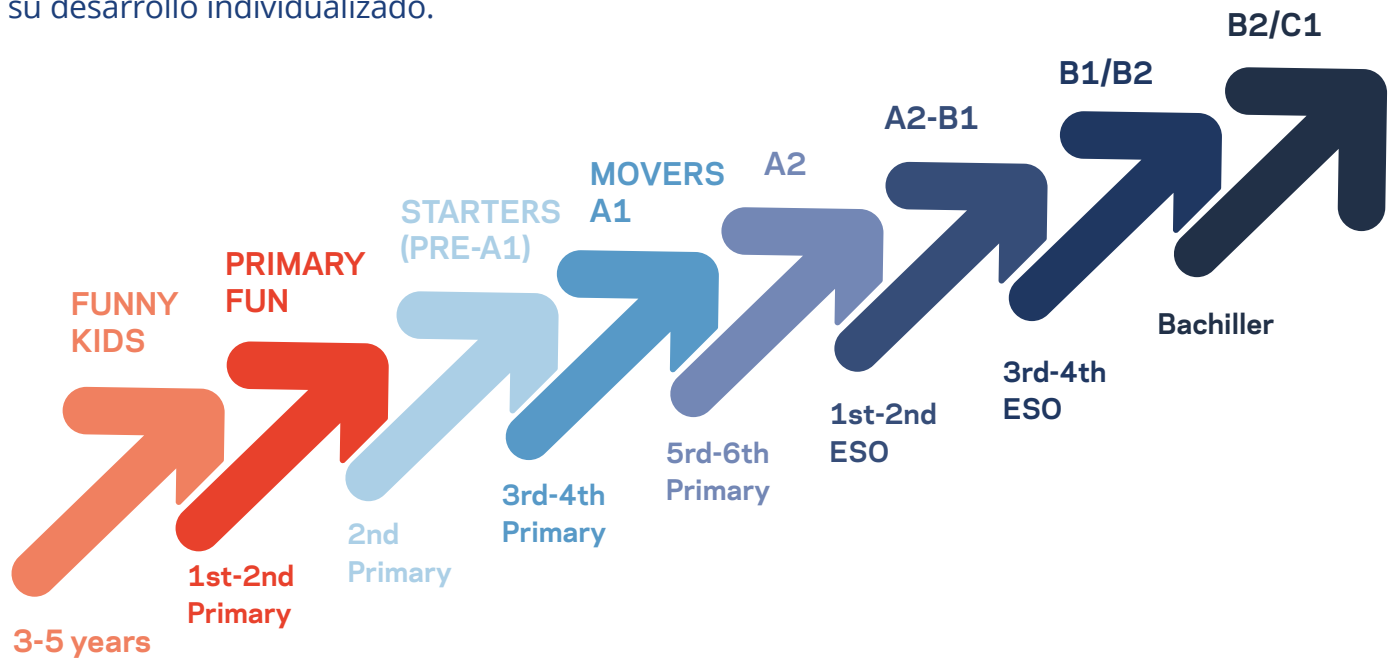 su desarrollo individualizado.
FUNNY
KIDS
3-5 years
PRIMARY
FUN
1st-2nd
Primary
STARTERS
(PRE-A1)
2nd
Primary
MOVERS
A1
3rd-4th
Primary
A2
5rd-6th
Primary
A2-B1
1st-2nd
ESO
B1/B2
3rd-4th
ESO
B2/C1
Bachiller